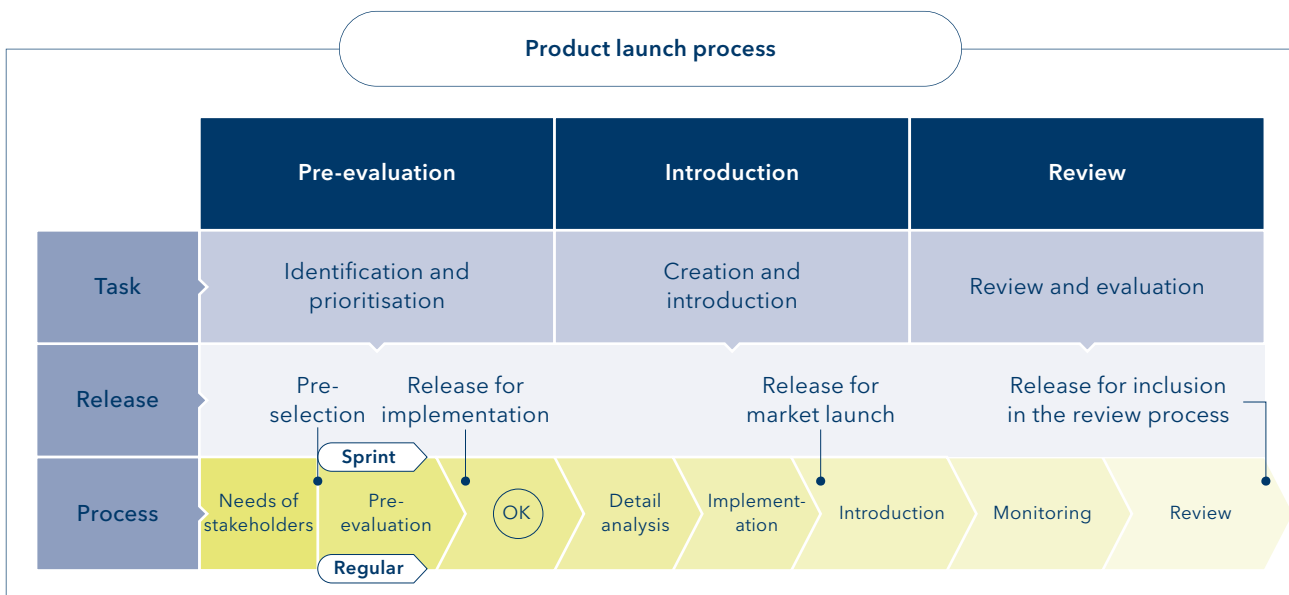 Product launch process
Pre-evaluation
Introduction
Review
Task
Identification and
prioritisation
Creation and
introduction
Review and evaluation
Release
Pre-
selection
Release for
implementation
Release for
market launch
Release for inclusion
in the review process
Process
Sprint
Needs of
stakeholders
Pre-
evaluation
OK
Detail
analysis
Implement-
ation
Introduction
Monitoring
Review
Regular